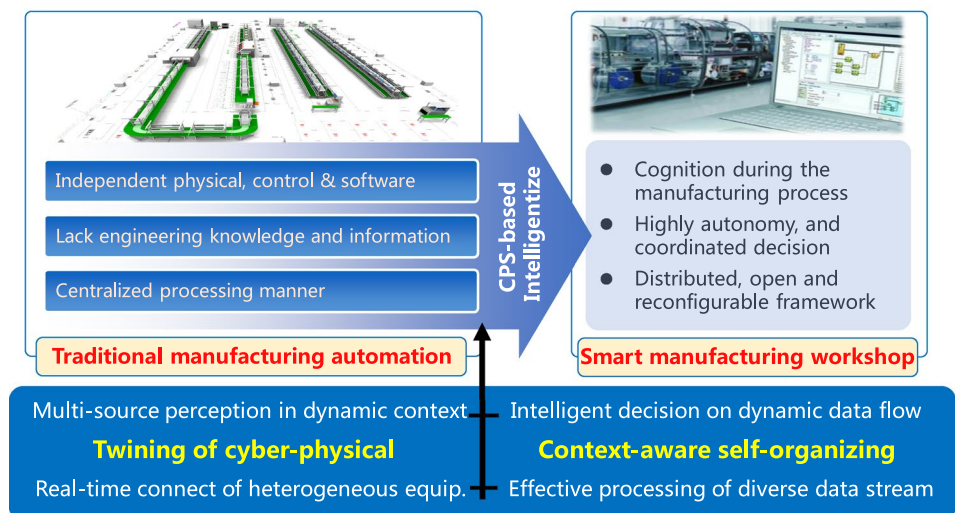 Independent physical, control & software
Lack engineering knowledge and information
Centralized processing manner
CPS-based
Intelligentize
● Cognition during the
manufacturing process
● Highly autonomy, and
coordinated decision
● Distributed, open and
reconfigurable framework
Traditional manufacturing automation
Smart manufacturing workshop
Multi-source perception in dynamic context
Twining of cyber-physical
Real-time connect of heterogeneous equip.
Intelligent decision on dynamic data flow
Context-aware self-organizing
Effective processing of diverse data stream